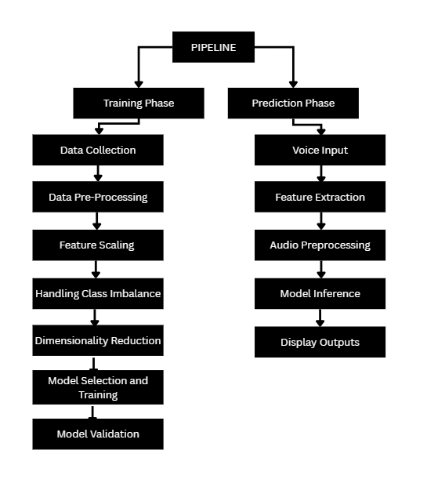 PIPELINE
Training Phase
Prediction Phase
Data Collection
Voice Input
Data Pre-Processing
Feature Extraction
Feature Scaling
Audio Preprocessing
Handling Class Imbalance
Model Inference
Dimensionality Reduction
Display Outputs
Model Selection and
Training
Model Validation